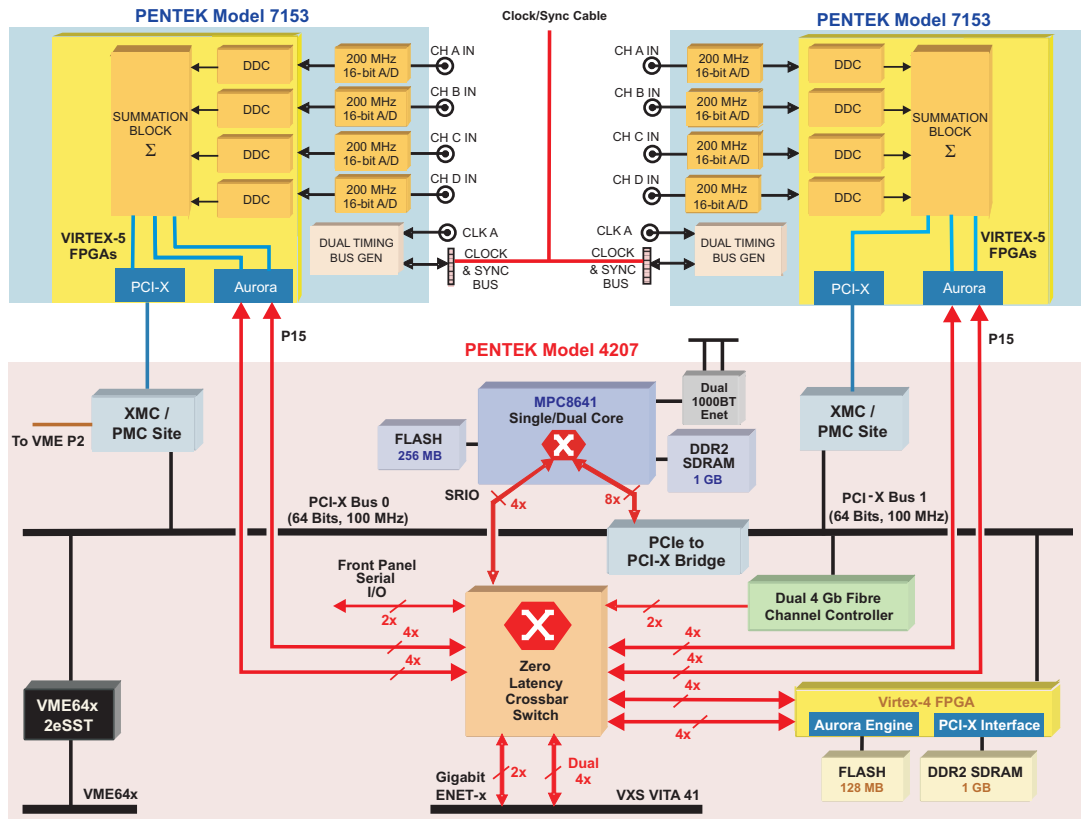 PENTEK Model 7153
Clock/Sync Cable
PENTEK Model 7153
SUMMATION
BLOCK
Σ
DDC
DDC
DDC
DDC
200 MHz
16-bit A/D
200 MHz
16-bit A/D
200 MHz
16-bit A/D
200 MHz
16-bit A/D
CH A IN
CH B IN
CH C IN
CH D IN
CLK A
DUAL TIMING
BUS GEN
CLOCK
& SYNC
BUS
VIRTEX-5
FPGAs
PCI-X
Aurora
P15
CH A IN
CH B IN
CH C IN
CH D IN
200 MHz
16-bit A/D
200 MHz
16-bit A/D
200 MHz
16-bit A/D
200 MHz
16-bit A/D
DDC
DDC
DDC
DDC
SUMMATION
BLOCK
Σ
CLK A
CLOCK
& SYNC
BUS
DUAL TIMING
BUS GEN
VIRTEX-5
FPGAs
PCI-X
Aurora
P15
PENTEK Model 4207
XMC /
PMC Site
To VME P2
MPC8641
Single/Dual Core
Dual
1000BT
Enet
FLASH
256 MB
DDR2
SDRAM
1 GB
XMC /
PMC Site
SRIO
4x
8x
PCI-X Bus 0
(64 Bits, 100 MHz)
PCI-X Bus 1
(64 Bits, 100 MHz)
PCIe to
PCI-X Bridge
Front Panel
Serial
I/O
2x
4x
4x
Zero
Latency
Crossbar
Switch
2x
4x
4x
4x
4x
Dual 4 Gb Fibre
Channel Controller
VME64x
2eSST
Virtex-4 FPGA
Aurora Engine
PCI-X Interface
FLASH
128 MB
DDR2 SDRAM
1 GB
Gigabit
ENET-x
2x
Dual
4x
VME64x
VXS VITA 41